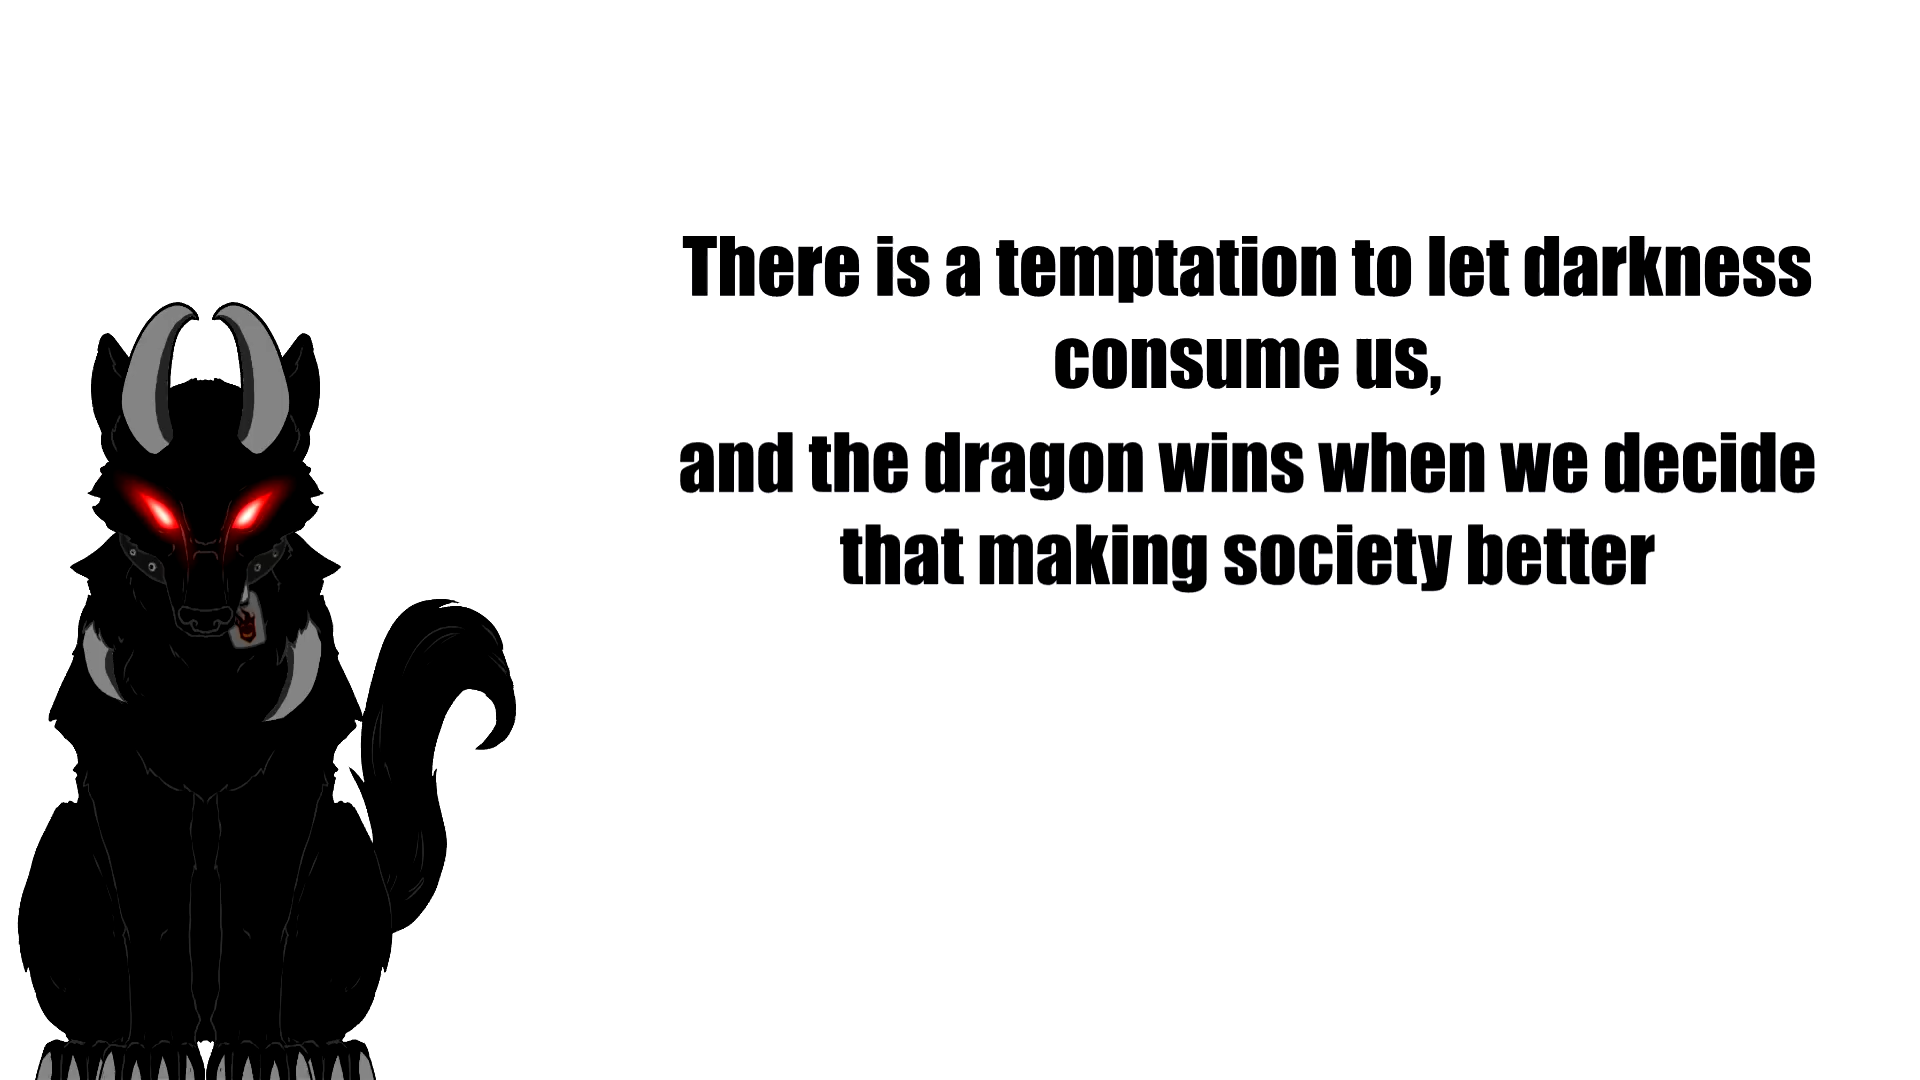 There is a temptation to let darkness
consume us,
and the dragon wins when we decide
that making society better